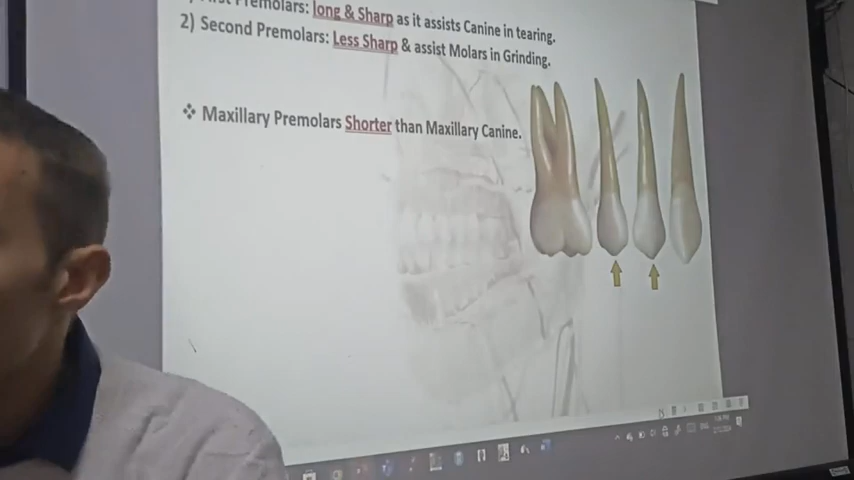 Premolars: long & Sharp as it assists Canine in tearing.
2) Second Premolars: Less Sharp & assist Molars in Grinding.
❖ Maxillary Premolars Shorter than Maxillary Canine.